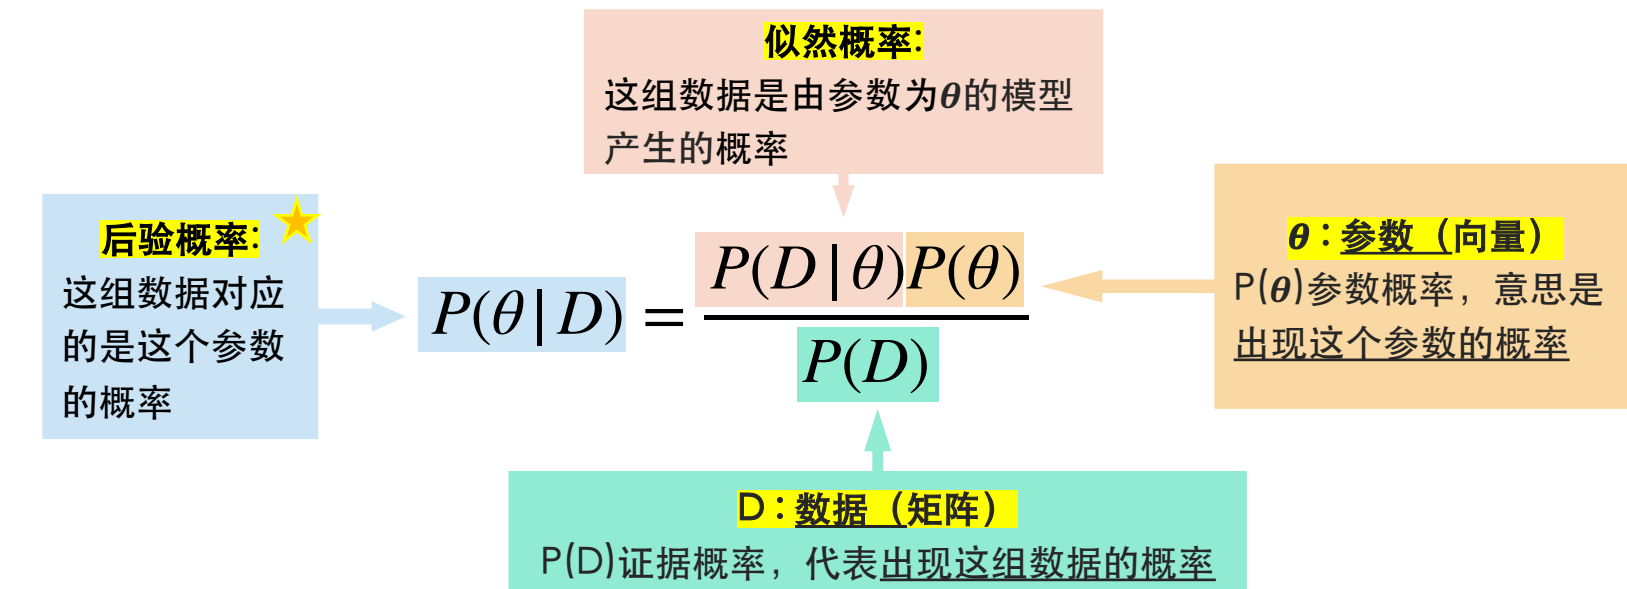 似然概率:
这组数据是由参数为θ的模型
产生的概率
后验概率:
这组数据对应
的是这个参数
的概率
P(θ|D) = P(D|θ)P(θ)
P(D)
θ：参数（向量）
P(θ)参数概率，意思是
出现这个参数的概率
D：数据（矩阵）
P(D)证据概率，代表出现这组数据的概率